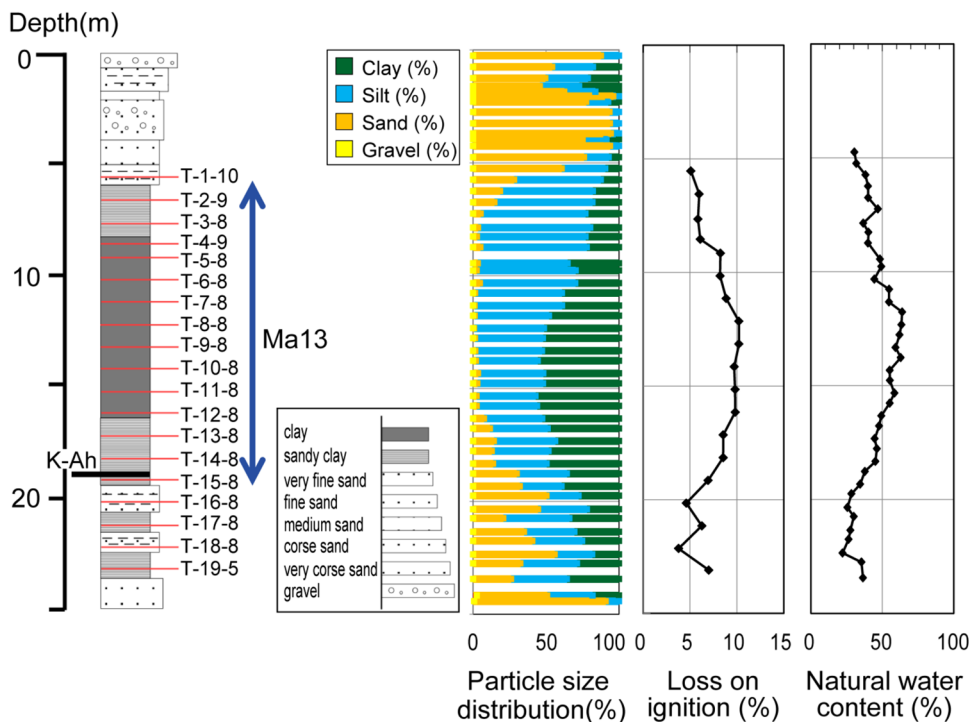 Depth(m)
0
10
20
T-1-10
T-2-9
T-3-8
T-4-9
T-5-8
T-6-8
T-7-8
T-8-8
T-9-8
T-10-8
T-11-8
T-12-8
T-13-8
T-14-8
T-15-8
T-16-8
T-17-8
T-18-8
T-19-5
K-Ah
Ma13
clay
sandy clay
very fine sand
fine sand
medium sand
corse sand
very corse sand
gravel
Clay (%)
Silt (%)
Sand (%)
Gravel (%)
0 50 100
Particle size
distribution(%)
0 5 10 15
Loss on
ignition (%)
0 50 100
Natural water
content (%)